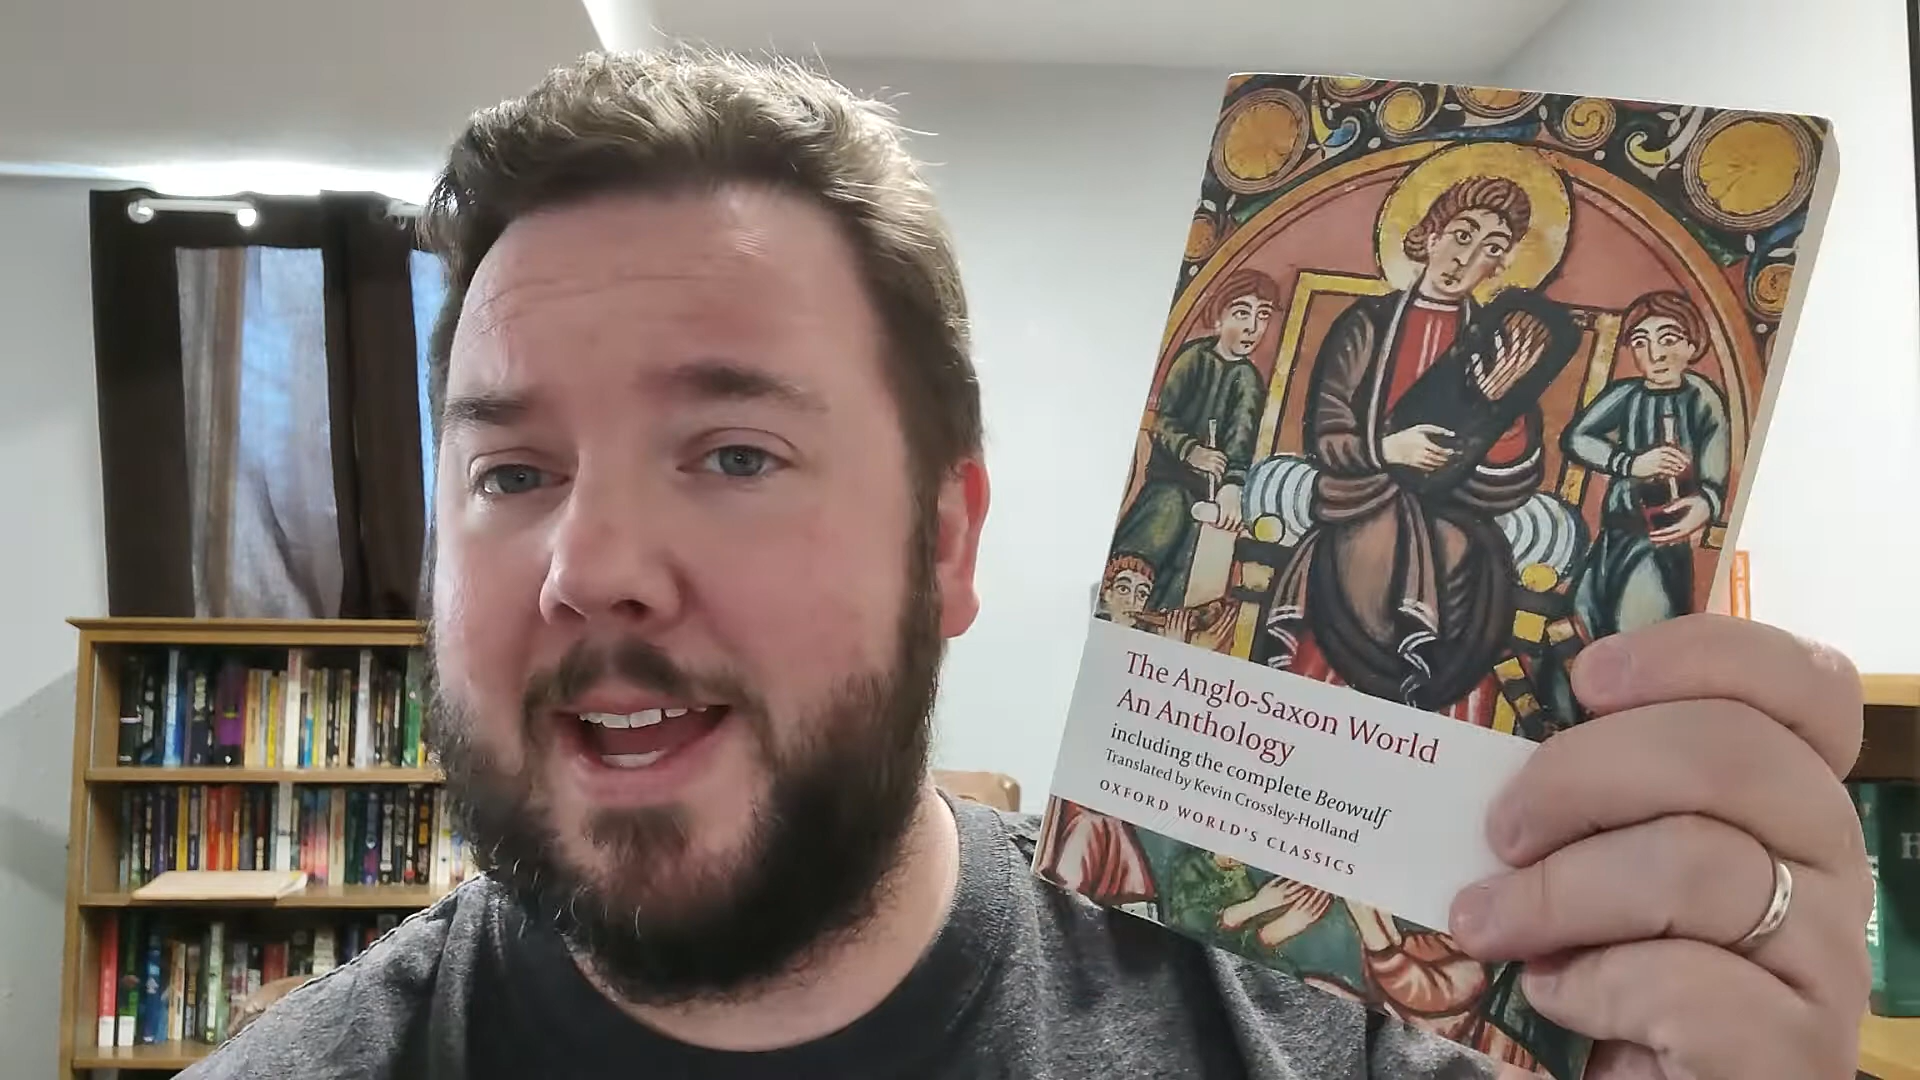 The Anglo-Saxon World
An Anthology
including the complete Beowulf
Translated by Kevin Crossley-Holland
OXFORD WORLD'S CLASSICS